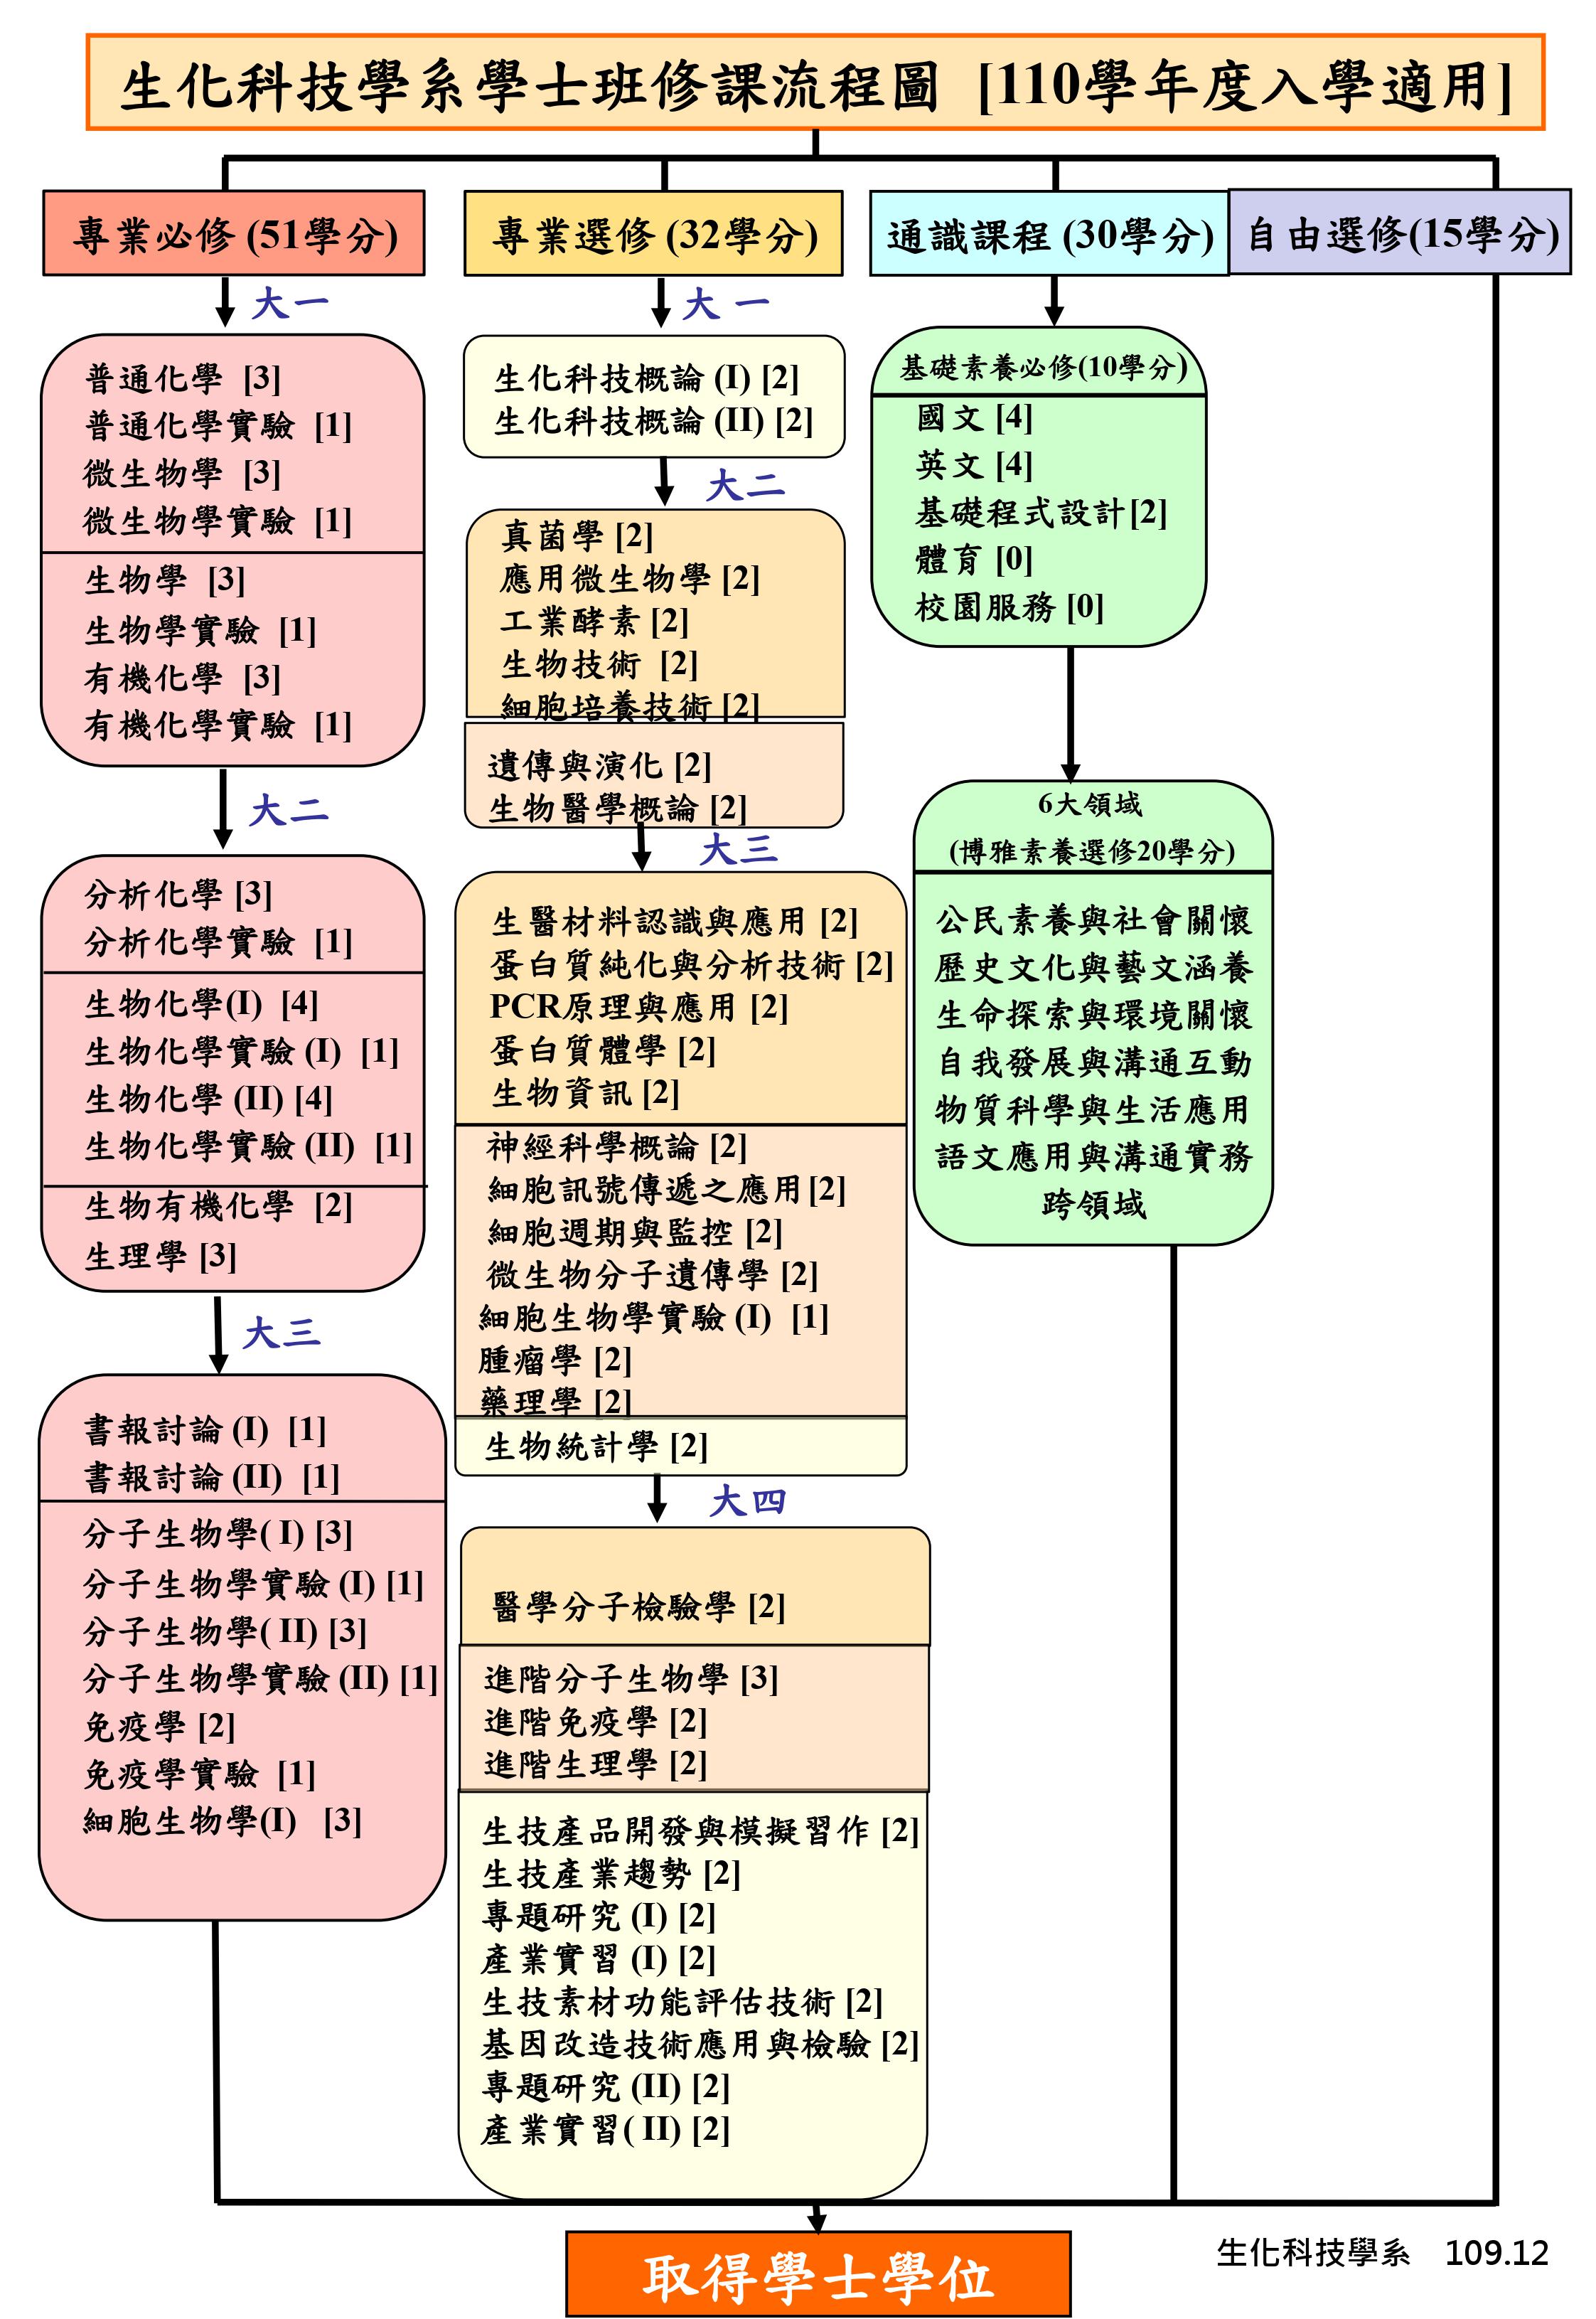 生化科技學系學士班修課流程圖 [110學年度入學適用]
專業必修 (51學分)
大一
普通化學 [3]
普通化學實驗 [1]
微生物學 [3]
微生物學實驗 [1]
生物學 [3]
生物學實驗 [1]
有機化學 [3]
有機化學實驗 [1]
大二
分析化學 [3]
分析化學實驗 [1]
生物化學(I) [4]
生物化學實驗 (I) [1]
生物化學 (II) [4]
生物化學實驗 (II) [1]
生物有機化學 [2]
生理學 [3]
大三
書報討論 (I) [1]
書報討論 (II) [1]
分子生物學( I) [3]
分子生物學實驗 (I) [1]
分子生物學( II) [3]
分子生物學實驗 (II) [1]
免疫學 [2]
免疫學實驗 [1]
細胞生物學(I) [3]
專業選修 (32學分)
大 一
生化科技概論 (I) [2]
生化科技概論 (II) [2]
大二
真菌學 [2]
應用微生物學 [2]
工業酵素 [2]
生物技術 [2]
細胞培養技術 [2]
遺傳與演化 [2]
生物醫學概論 [2]
大三
生醫材料認識與應用 [2]
蛋白質純化與分析技術 [2]
PCR原理與應用 [2]
蛋白質體學 [2]
生物資訊 [2]
神經科學概論 [2]
細胞訊號傳遞之應用 [2]
細胞週期與監控 [2]
微生物分子遺傳學 [2]
細胞生物學實驗 (I) [1]
腫瘤學 [2]
藥理學 [2]
生物統計學 [2]
大四
醫學分子檢驗學 [2]
進階分子生物學 [3]
進階免疫學 [2]
進階生理學 [2]
生技產品開發與模擬習作 [2]
生技產業趨勢 [2]
專題研究 (I) [2]
產業實習 (I) [2]
生技素材功能評估技術 [2]
基因改造技術應用與檢驗 [2]
專題研究 (II) [2]
產業實習( II) [2]
通識課程 (30學分)
基礎素養必修(10學分)
國文 [4]
英文 [4]
基礎程式設計 [2]
體育 [0]
校園服務 [0]
6大領域
(博雅素養選修20學分)
公民素養與社會關懷
歷史文化與藝文涵養
生命探索與環境關懷
自我發展與溝通互動
物質科學與生活應用
語文應用與溝通實務
跨領域
自由選修(15學分)
取得學士學位
生化科技學系 109.12